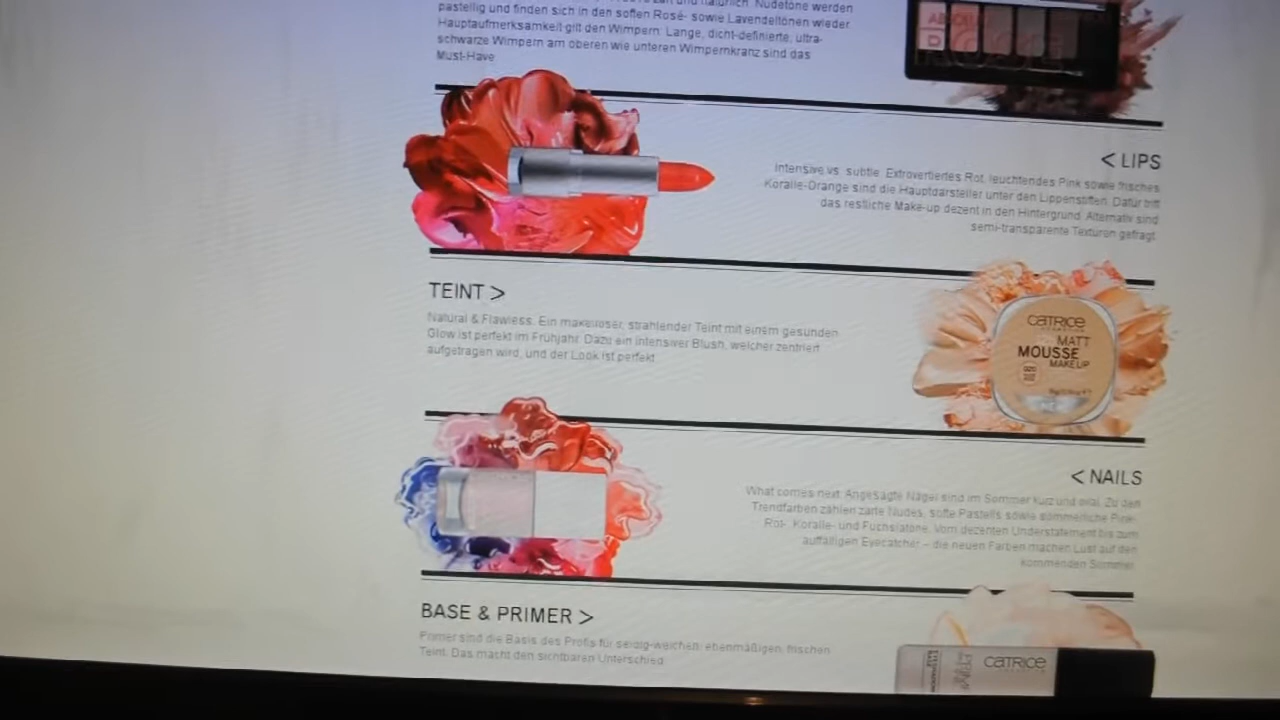 pastellig und finden sich in den soften Rosé- sowie Lavendeltönen wieder.
Hauptaufmerksamkeit gilt den Wimpern: Lange, dicht-definierte, ultra-
schwarze Wimpern am oberen wie unteren Wimpernkranz sind das
Must-Have.
< LIPS
Intensive vs. subtle. Extrovertiertes Rot, leuchtendes Pink sowie frisches
Koralle-Orange sind die Hauptdarsteller unter den Lippenstiften. Dafür tritt
das restliche Make-up dezent in den Hintergrund. Alternativ sind
semi-transparente Texturen gefragt.
TEINT >
Natural & Flawless. Ein makelloser, strahlender Teint mit einem gesunden
Glow ist perfekt im Frühjahr. Dazu ein intensiver Blush, welcher zentriert
aufgetragen wird, und der Look ist perfekt.
CATRICE
MATT
MOUSSE
MAKEUP
< NAILS
What comes next: Angesagte Nägel sind im Sommer kurz und oval. Zu den
Trendfarben zählen zarte Nudes, softe Pastells sowie sommerliche Pink-,
Rot-, Koralle- und Fuchsiatöne. Vom dezenten Understatement bis zum
auffälligen Eyecatcher – die neuen Farben machen Lust auf den
kommenden Sommer.
BASE & PRIMER >
Primer sind die Basis des Profis für seidig-weichen, ebenmäßigen, frischen
Teint. Das macht den sichtbaren Unterschied.
CATRICE